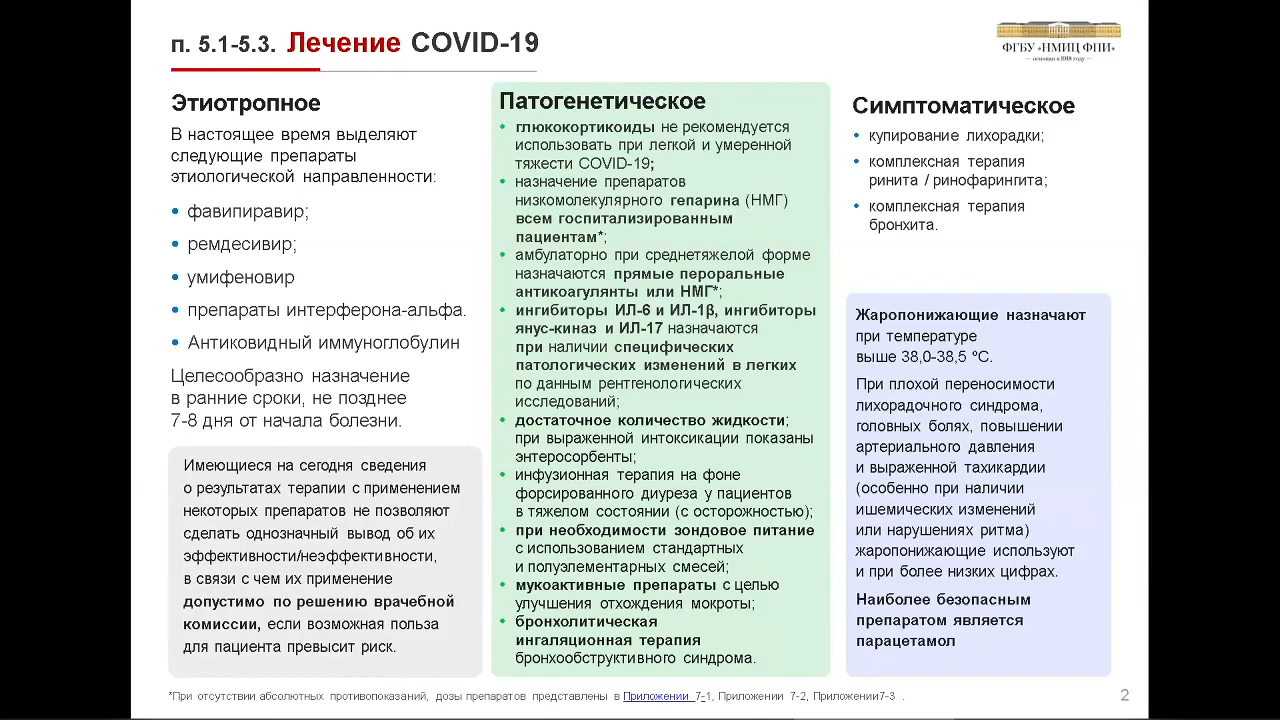 п. 5.1-5.3. Лечение COVID-19
ФГБУ «НМИЦ ФПИ»
— основан в 1918 году —
Этиотропное
В настоящее время выделяют
следующие препараты
этиологической направленности:
• фавипиравир;
• ремдесивир;
• умифеновир
• препараты интерферона-альфа.
• Антиковидный иммуноглобулин
Целесообразно назначение
в ранние сроки, не позднее
7-8 дня от начала болезни.
Имеющиеся на сегодня сведения
о результатах терапии с применением
некоторых препаратов не позволяют
сделать однозначный вывод об их
эффективности/неэффективности,
в связи с чем их применение
допустимо по решению врачебной
комиссии, если возможная польза
для пациента превысит риск.
Патогенетическое
• глюкокортикоиды не рекомендуется
использовать при легкой и умеренной
тяжести COVID-19;
• назначение препаратов
низкомолекулярного гепарина (НМГ)
всем госпитализированным
пациентам*;
• амбулаторно при среднетяжелой форме
назначаются прямые пероральные
антикоагулянты или НМГ*;
• ингибиторы ИЛ-6 и ИЛ-1β, ингибиторы
янус-киназ и ИЛ-17 назначаются
при наличии специфических
патологических изменений в легких
по данным рентгенологических
исследований;
• достаточное количество жидкости;
при выраженной интоксикации показаны
энтеросорбенты;
• инфузионная терапия на фоне
форсированного диуреза у пациентов
в тяжелом состоянии (с осторожностью);
• при необходимости зондовое питание
с использованием стандартных
и полуэлементарных смесей;
• мукоактивные препараты с целью
улучшения отхождения мокроты;
• бронхолитическая
ингаляционная терапия
бронхообструктивного синдрома.
Симптоматическое
• купирование лихорадки;
• комплексная терапия
ринита / ринофарингита;
• комплексная терапия
бронхита.
Жаропонижающие назначают
при температуре
выше 38,0-38,5 ºС.
При плохой переносимости
лихорадочного синдрома,
головных болях, повышении
артериального давления
и выраженной тахикардии
(особенно при наличии
ишемических изменений
или нарушениях ритма)
жаропонижающие используют
и при более низких цифрах.
Наиболее безопасным
препаратом является
парацетамол
*При отсутствии абсолютных противопоказаний, дозы препаратов представлены в Приложении 7-1, Приложении 7-2, Приложении7-3 .
2